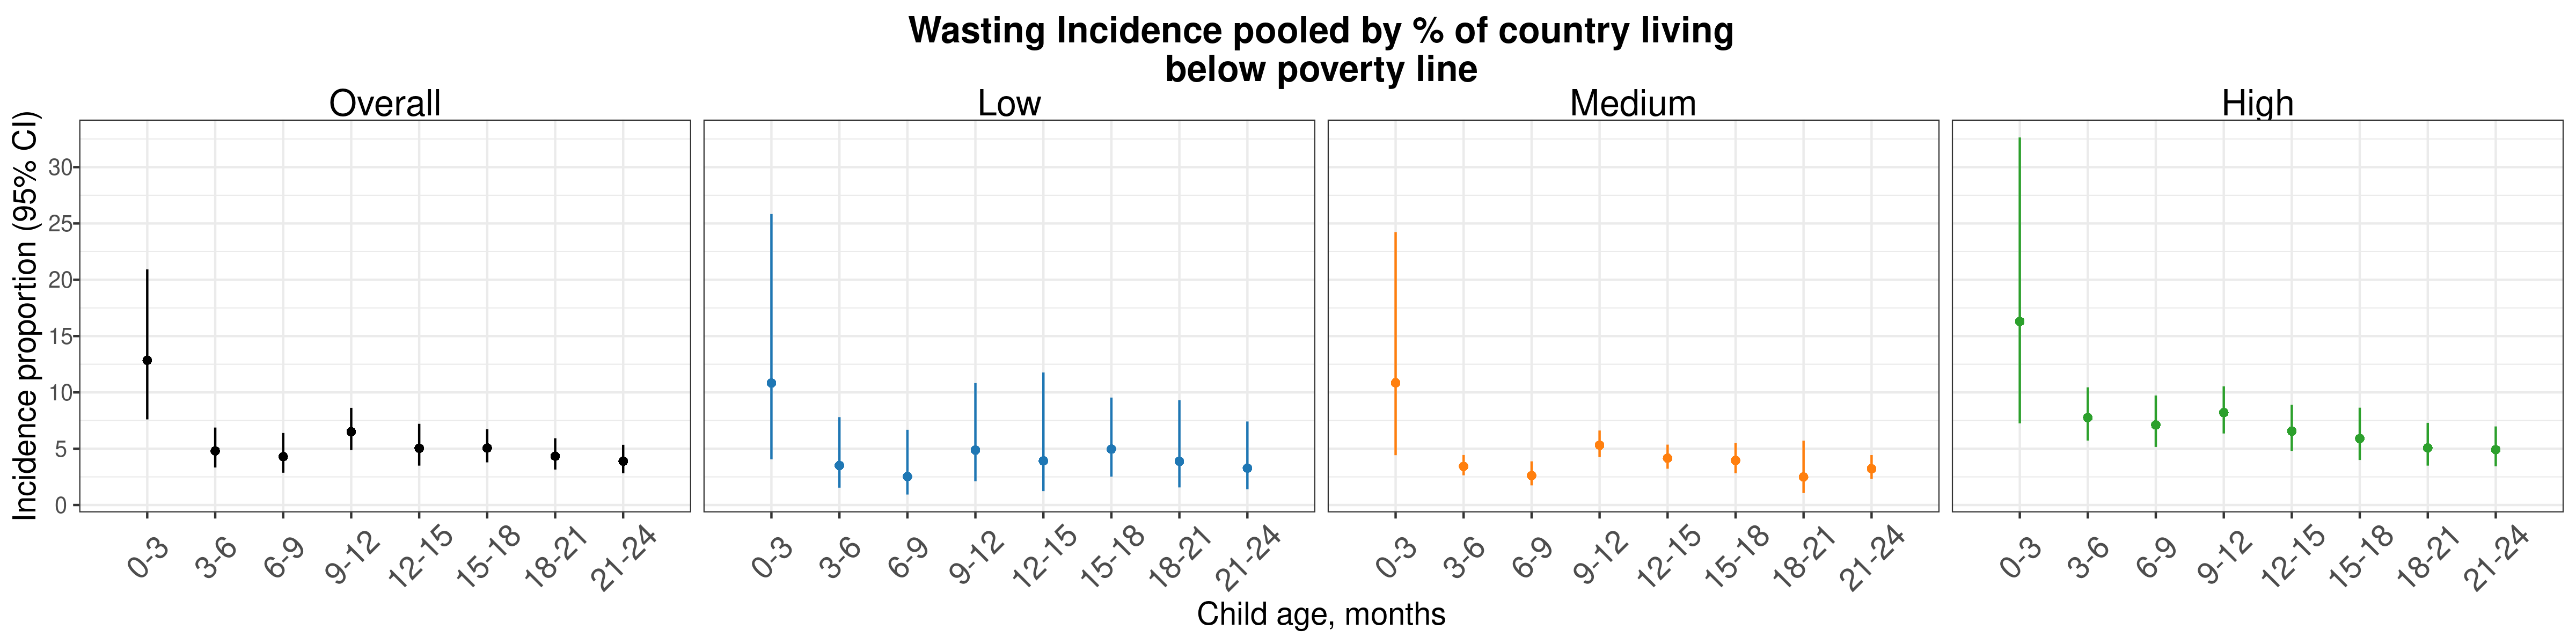 Wasting Incidence pooled by % of country living
below poverty line
Overall
Low
Medium
High
Incidence proportion (95% CI)
30
25
20
15
10
5
0
0-3 3-6 6-9 9-12 12-15 15-18 18-21 21-24
0-3 3-6 6-9 9-12 12-15 15-18 18-21 21-24
0-3 3-6 6-9 9-12 12-15 15-18 18-21 21-24
0-3 3-6 6-9 9-12 12-15 15-18 18-21 21-24
Child age, months